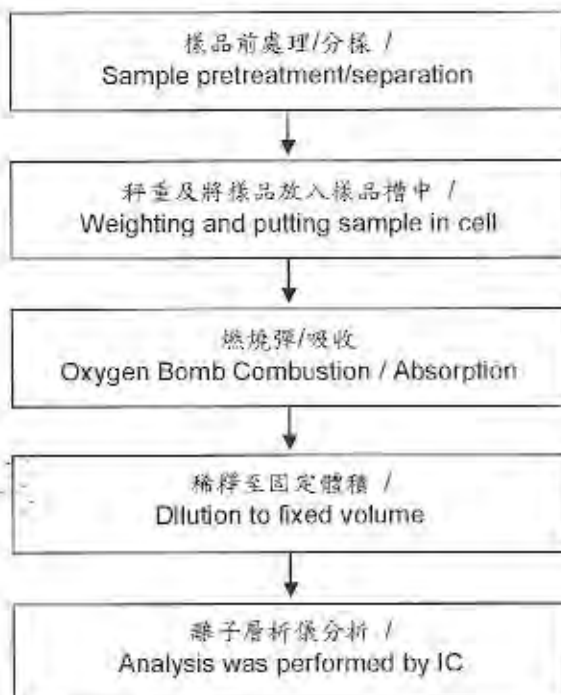 樣品前處理/分樣 /
Sample pretreatment/separation
秤重及將樣品放入樣品槽中 /
Weighting and putting sample in cell
燃燒彈/吸收
Oxygen Bomb Combustion / Absorption
稀釋至固定體積 /
Dilution to fixed volume
離子層析儀分析 /
Analysis was performed by IC